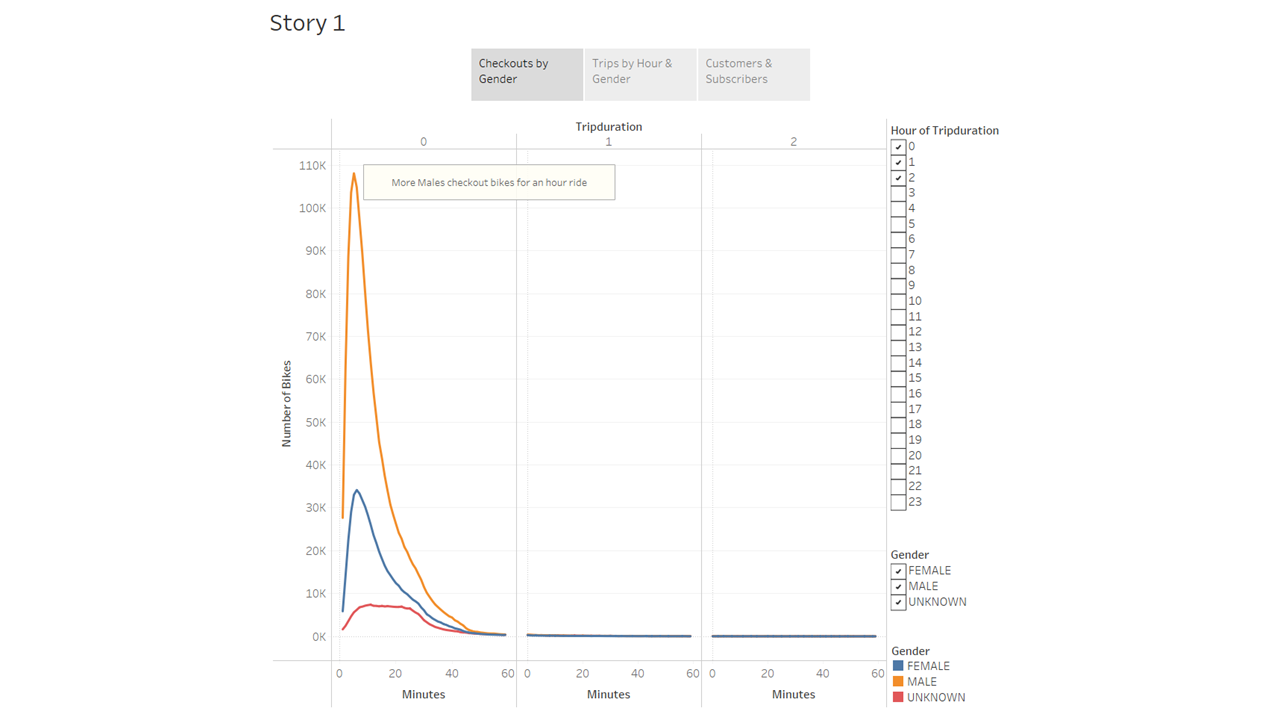 Story 1
Checkouts by
Gender
Trips by Hour &
Gender
Customers &
Subscribers
Tripduration
0
1
2
More Males checkout bikes for an hour ride
Number of Bikes
110K
100K
90K
80K
70K
60K
50K
40K
30K
20K
10K
0K
0 20 40 60 0 20 40 60 0 20 40 60
Minutes Minutes Minutes
Hour of Tripduration
0
1
2
3
4
5
6
7
8
9
10
11
12
13
14
15
16
17
18
19
20
21
22
23
Gender
FEMALE
MALE
UNKNOWN
Gender
FEMALE
MALE
UNKNOWN